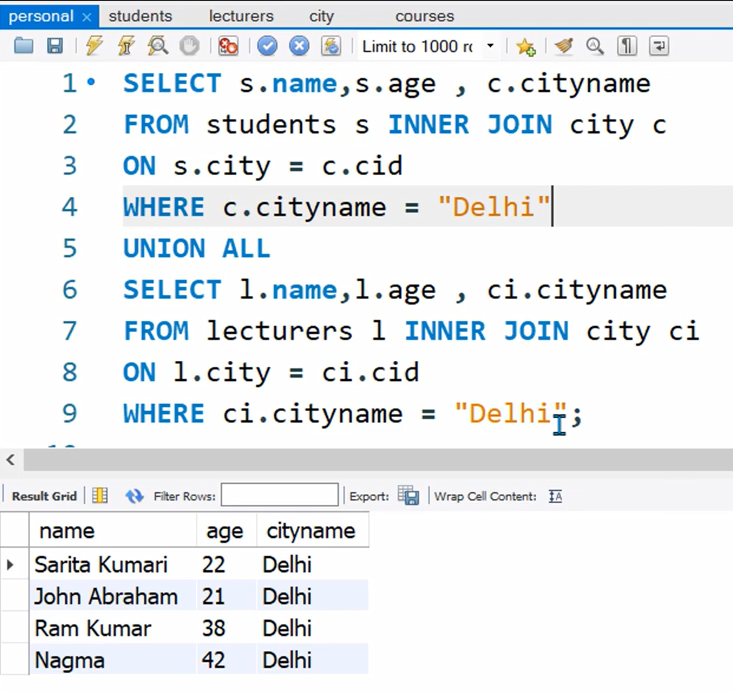 personal × students lecturers city courses
Limit to 1000 rc
1 SELECT s.name,s.age , c.cityname
2 FROM students s INNER JOIN city c
3 ON s.city = c.cid
4 WHERE c.cityname = "Delhi"
5 UNION ALL
6 SELECT l.name,l.age , ci.cityname
7 FROM lecturers l INNER JOIN city ci
8 ON l.city = ci.cid
9 WHERE ci.cityname = "Delhi";
Result Grid Filter Rows: Export: Wrap Cell Content:
name age cityname
Sarita Kumari 22 Delhi
John Abraham 21 Delhi
Ram Kumar 38 Delhi
Nagma 42 Delhi